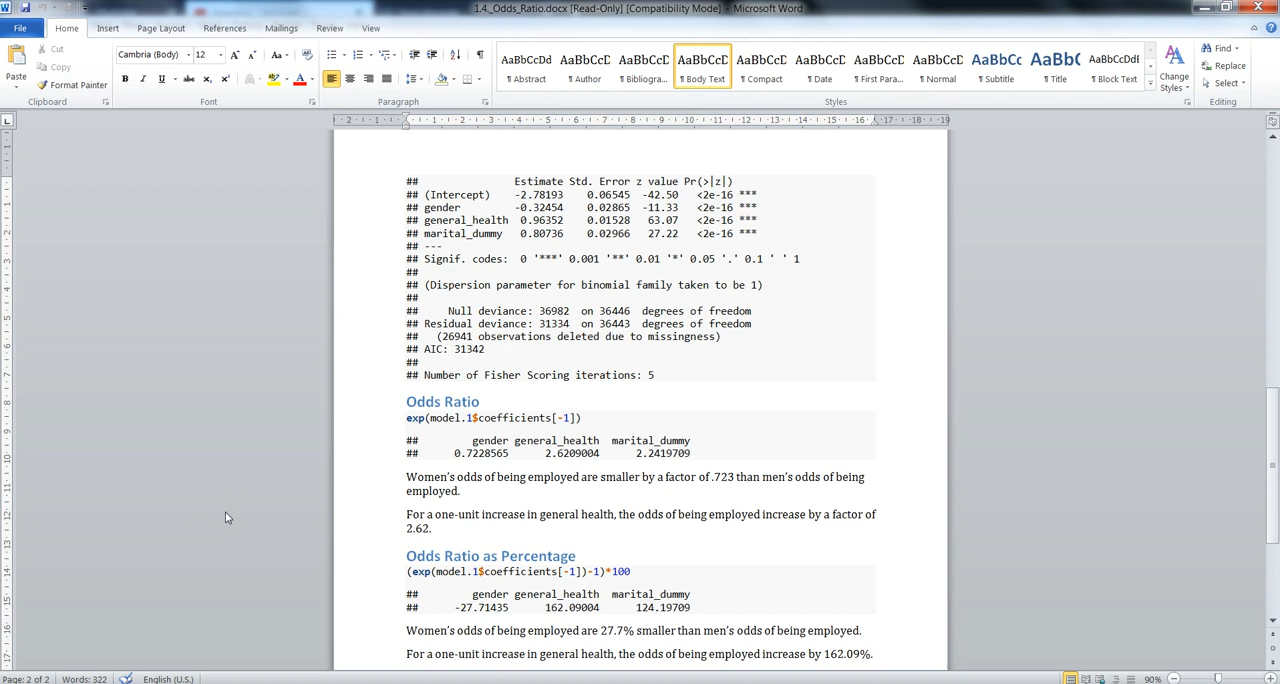 1.4._Odds_Ratio.docx [Read-Only] [Compatibility Mode] - Microsoft Word
File Home Insert Page Layout References Mailings Review View
Cut
Copy
Paste
Format Painter
Clipboard
Cambria (Body) 12
Font
Paragraph
AaBbCcDd AaBbCcD AaBbCcD AaBbCcD AaBbCcD AaBbCcD AaBbCcD AaBbCcD AaBbCc AaBb( AaBbCcDdE
¶ Abstract ¶ Author ¶ Bibliogra... ¶ Body Text ¶ Compact ¶ Date ¶ First Para... ¶ Normal ¶ Subtitle ¶ Title ¶ Block Text
Change Styles
Styles
Find
Replace
Select
Editing
## Estimate Std. Error z value Pr(>|z|)
## (Intercept) -2.78193 0.06545 -42.50 <2e-16 ***
## gender -0.32454 0.02865 -11.33 <2e-16 ***
## general_health 0.96352 0.01528 63.07 <2e-16 ***
## marital_dummy 0.80736 0.02966 27.22 <2e-16 ***
## ---
## Signif. codes: 0 '***' 0.001 '**' 0.01 '*' 0.05 '.' 0.1 ' ' 1
##
## (Dispersion parameter for binomial family taken to be 1)
##
## Null deviance: 36982 on 36446 degrees of freedom
## Residual deviance: 31334 on 36443 degrees of freedom
## (26941 observations deleted due to missingness)
## AIC: 31342
##
## Number of Fisher Scoring iterations: 5
Odds Ratio
exp(model.1$coefficients[-1])
## gender general_health marital_dummy
## 0.7228565 2.6209004 2.2419709
Women's odds of being employed are smaller by a factor of .723 than men's odds of being
employed.
For a one-unit increase in general health, the odds of being employed increase by a factor of
2.62.
Odds Ratio as Percentage
(exp(model.1$coefficients[-1])-1)*100
## gender general_health marital_dummy
## -27.71435 162.09004 124.19709
Women's odds of being employed are 27.7% smaller than men's odds of being employed.
For a one-unit increase in general health, the odds of being employed increase by 162.09%.
Page: 2 of 2 Words: 322 English (U.S.) 90%